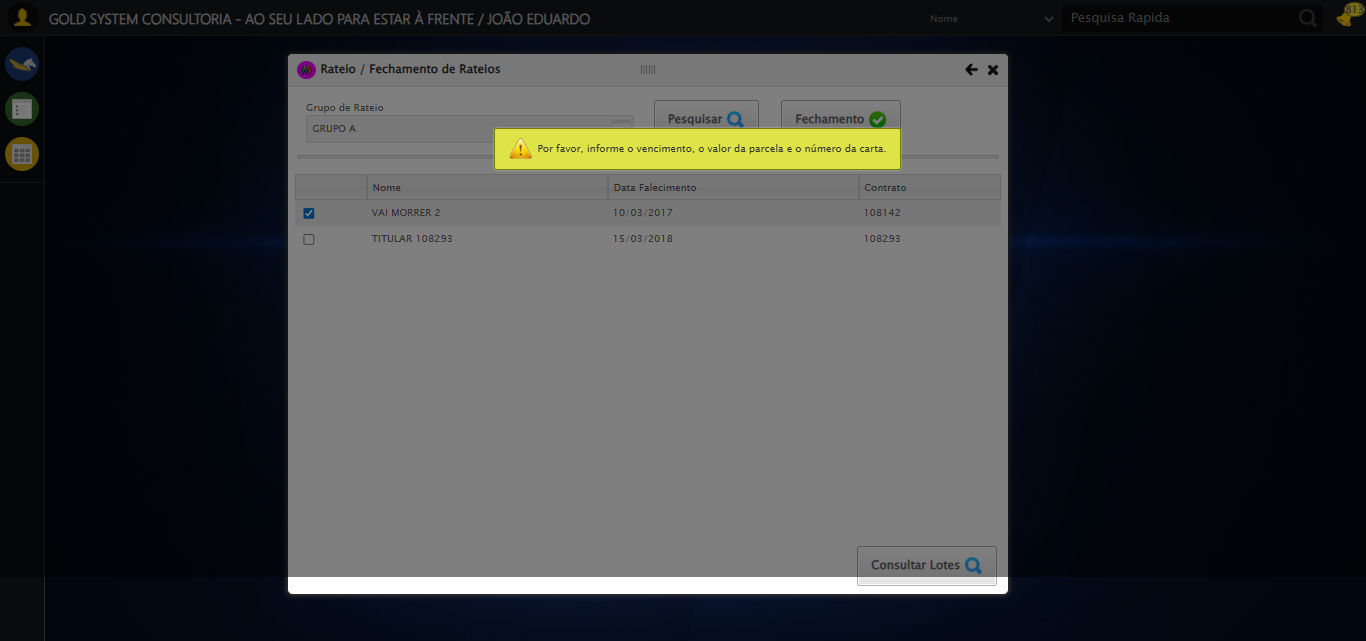 GOLD SYSTEM CONSULTORIA - AO SEU LADO PARA ESTAR À FRENTE / JOÃO EDUARDO
Nome
Pesquisa Rapida
813
Rateio / Fechamento de Rateios
Grupo de Rateio
GRUPO A
Pesquisar
Fechamento
Por favor, informe o vencimento, o valor da parcela e o número da carta.
Nome Data Falecimento Contrato
VAI MORRER 2 10/03/2017 108142
TITULAR 108293 15/03/2018 108293
Consultar Lotes